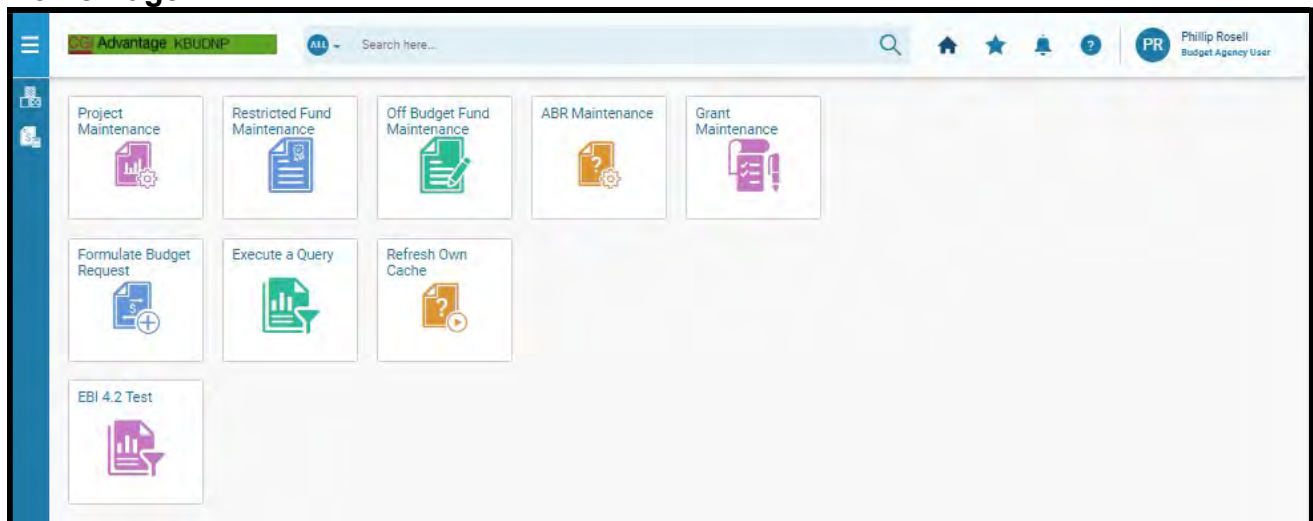 CGI Advantage KBUDNP
ALL
Search here...
?
PR
Phillip Rosell
Budget Agency User
Project
Maintenance
Restricted Fund
Maintenance
Off Budget Fund
Maintenance
ABR Maintenance
Grant
Maintenance
Formulate Budget
Request
Execute a Query
Refresh Own
Cache
EBI 4.2 Test